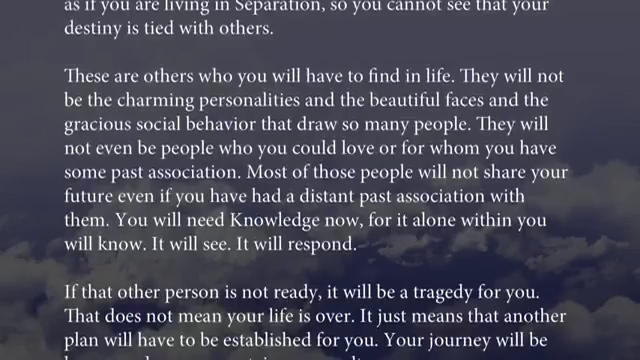 as if you are living in Separation, so you cannot see that your
destiny is tied with others.
These are others who you will have to find in life. They will not
be the charming personalities and the beautiful faces and the
gracious social behavior that draw so many people. They will
not even be people who you could love or for whom you have
some past association. Most of those people will not share your
future even if you have had a distant past association with
them. You will need Knowledge now, for it alone within you
will know. It will see. It will respond.
If that other person is not ready, it will be a tragedy for you.
That does not mean your life is over. It just means that another
plan will have to be established for you. Your journey will be